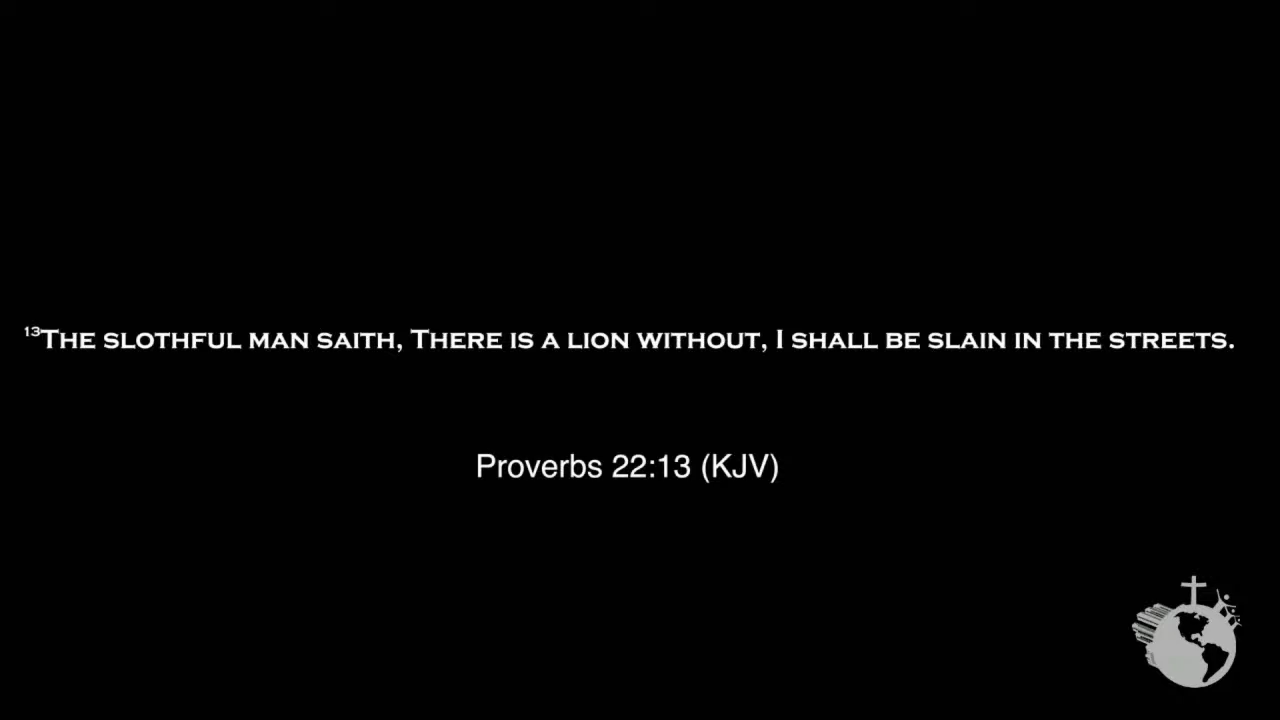 ¹³The slothful man saith, There is a lion without, I shall be slain in the streets.
Proverbs 22:13 (KJV)